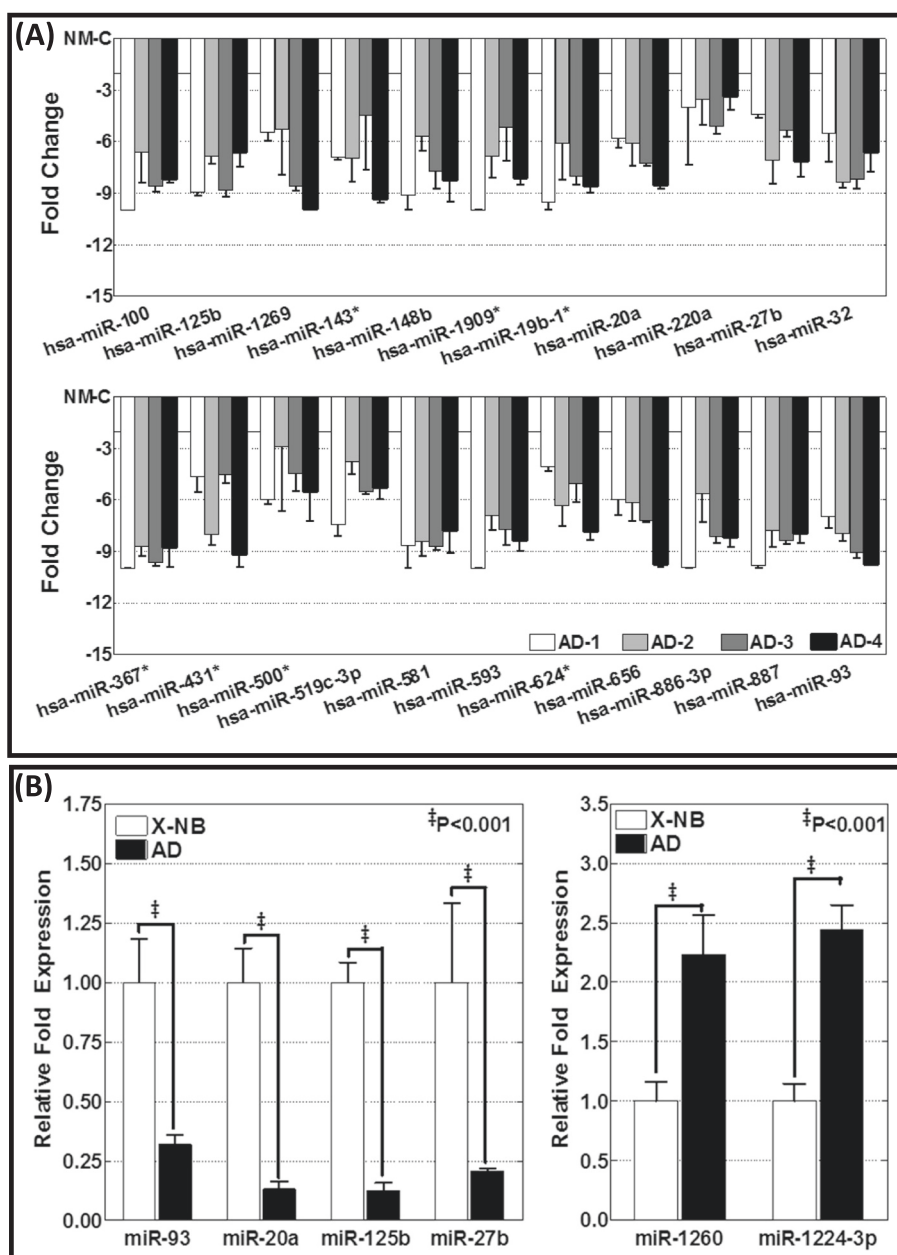 (A)
NM-C
-3
-6
-9
-12
-15
Fold Change
hsa-miR-100
hsa-miR-125b
hsa-miR-1269
hsa-miR-143*
hsa-miR-148b
hsa-miR-1909*
hsa-miR-19b-1*
hsa-miR-20a
hsa-miR-220a
hsa-miR-27b
hsa-miR-32
NM-C
-3
-6
-9
-12
-15
Fold Change
AD-1 AD-2 AD-3 AD-4
hsa-miR-367*
hsa-miR-431*
hsa-miR-500*
hsa-miR-519c-3p
hsa-miR-581
hsa-miR-593
hsa-miR-624*
hsa-miR-656
hsa-miR-886-3p
hsa-miR-887
hsa-miR-93
(B)
1.75
1.50
1.25
1.00
0.75
0.50
0.25
0.00
Relative Fold Expression
X-NB
AD
‡P<0.001
‡
‡
‡
‡
miR-93 miR-20a miR-125b miR-27b
3.5
3.0
2.5
2.0
1.5
1.0
0.5
0.0
Relative Fold Expression
X-NB
AD
‡P<0.001
‡
‡
miR-1260 miR-1224-3p